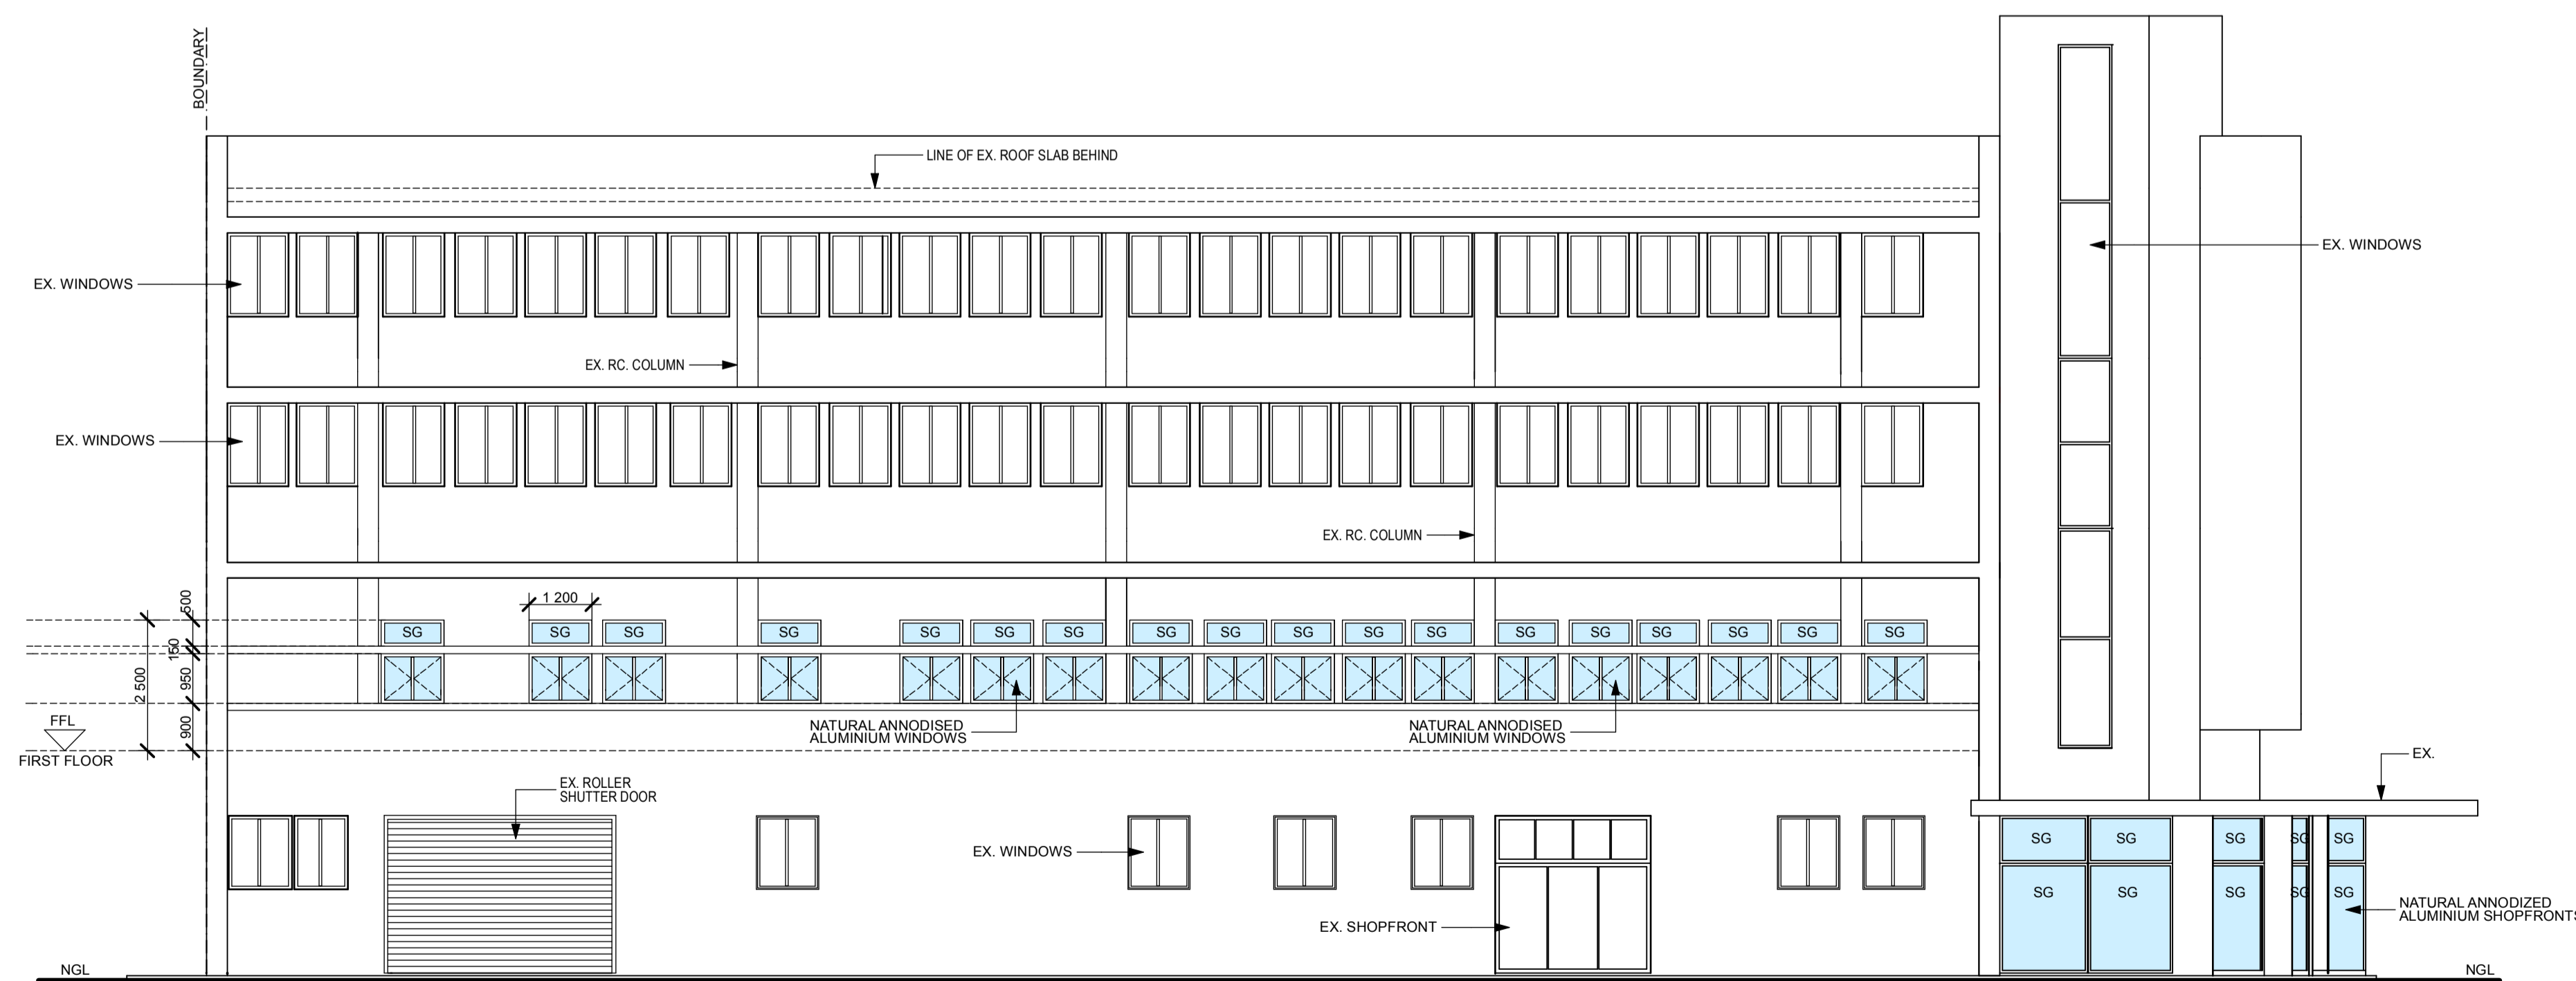 BOUNDARY
LINE OF EX. ROOF SLAB BEHIND
EX. WINDOWS
EX. WINDOWS
EX. RC. COLUMN
EX. WINDOWS
EX. RC. COLUMN
500
1 200
150
950
2 500
900
SG SG SG SG SG SG SG SG SG SG SG SG SG SG SG SG SG SG
NATURAL ANNODISED
ALUMINIUM WINDOWS
NATURAL ANNODISED
ALUMINIUM WINDOWS
FFL
FIRST FLOOR
EX.
EX. ROLLER
SHUTTER DOOR
EX. WINDOWS
SG SG SG SG SG
SG SG SG SG SG
EX. SHOPFRONT
NATURAL ANNODIZED
ALUMINIUM SHOPFRONTS
NGL
NGL